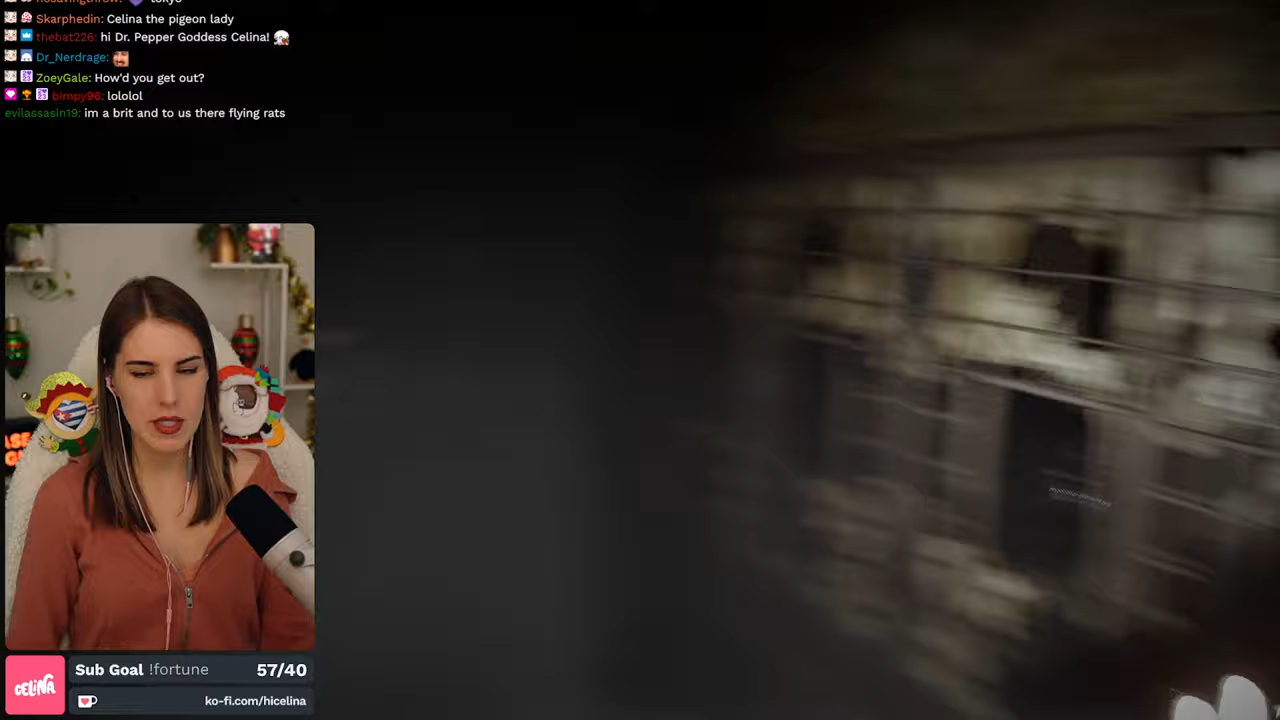 Skarphedin: Celina the pigeon lady
thebat226: hi Dr. Pepper Goddess Celina!
Dr_Nerdrage:
ZoeyGale: How'd you get out?
bimpy96: lololol
evilassasin19: im a brit and to us there flying rats
Sub Goal !fortune 57/40
CELINA
ko-fi.com/hicelina